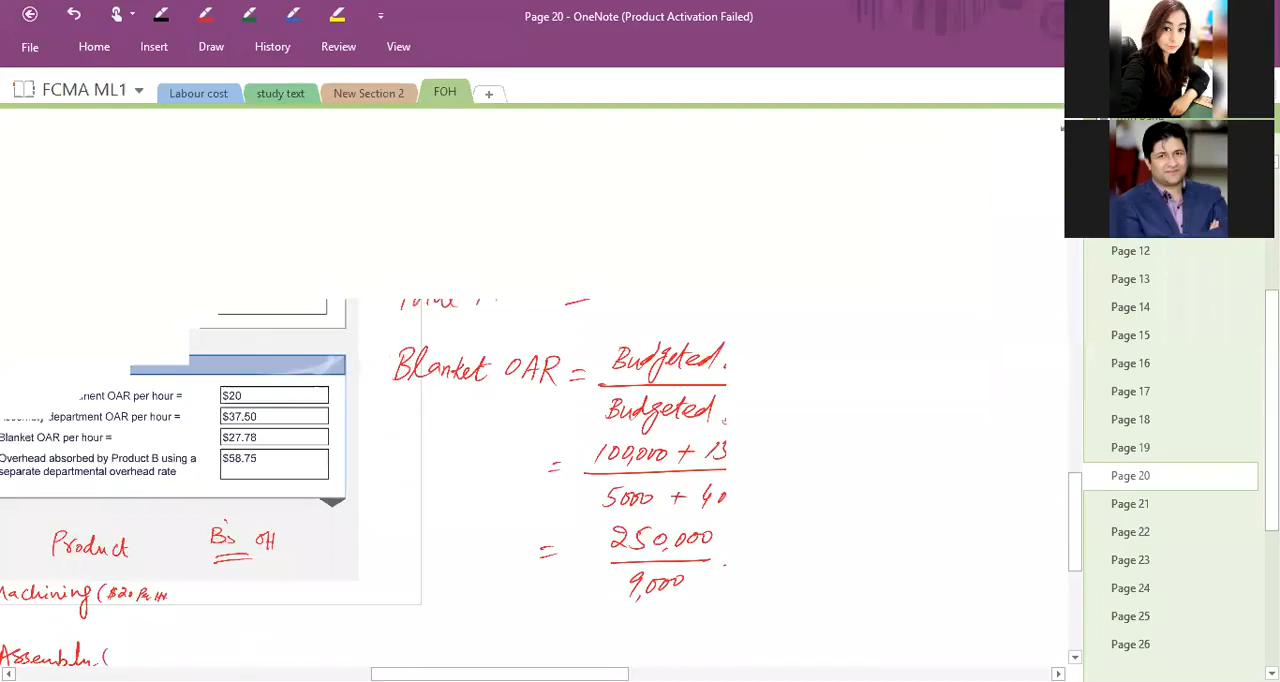 Page 20 - OneNote (Product Activation Failed)
File Home Insert Draw History Review View
FCMA ML1 Labour cost study text New Section 2 FOH
Page 12
Page 13
Page 14
Page 15
Page 16
Page 17
Page 18
Page 19
Page 20
Page 21
Page 22
Page 23
Page 24
Page 25
Page 26
OAR per hour = $20
department OAR per hour = $37.50
Blanket OAR per hour = $27.78
Overhead absorbed by Product B using a $58.75
separate departmental overhead rate
Product B's OH
Machining ($20 Per Hr
Assembly (
Blanket OAR = Budgeted
Budgeted
= 100,000 + 15
5000 + 40
= 250,000
9,000